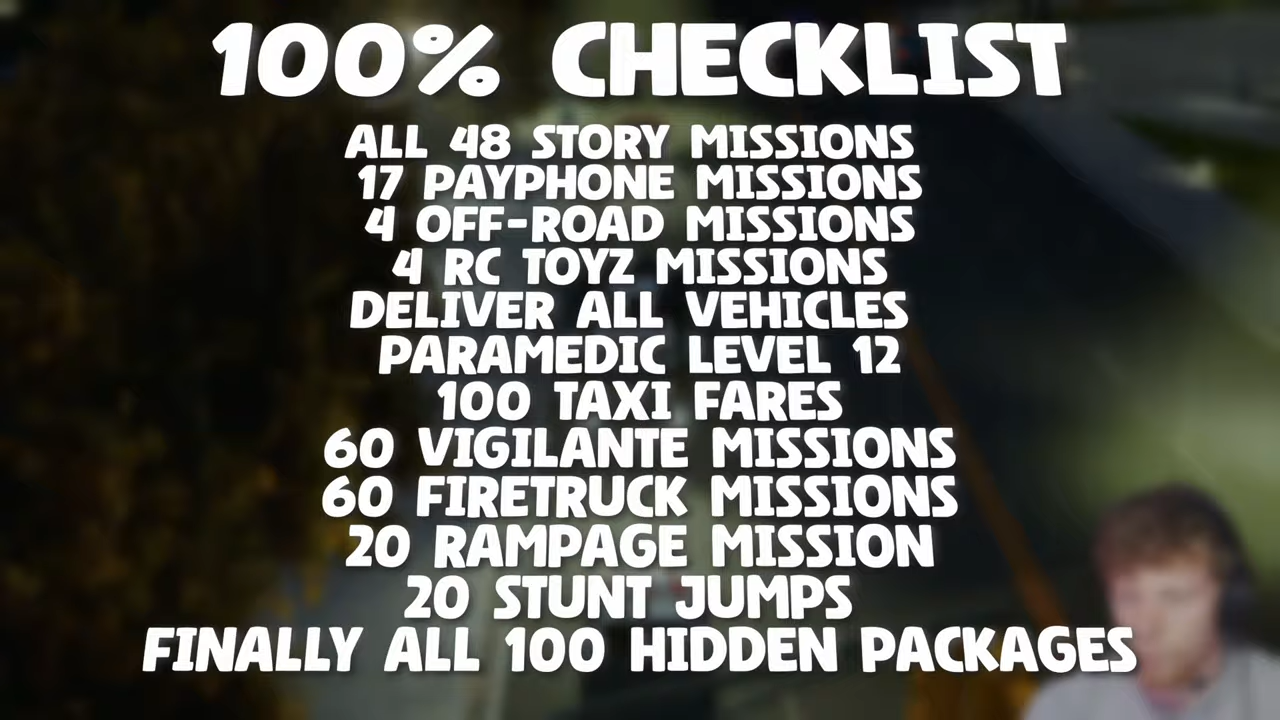 100% CHECKLIST
ALL 48 STORY MISSIONS
17 PAYPHONE MISSIONS
4 OFF-ROAD MISSIONS
4 RC TOYZ MISSIONS
DELIVER ALL VEHICLES
PARAMEDIC LEVEL 12
100 TAXI FARES
60 VIGILANTE MISSIONS
60 FIRETRUCK MISSIONS
20 RAMPAGE MISSION
20 STUNT JUMPS
FINALLY ALL 100 HIDDEN PACKAGES